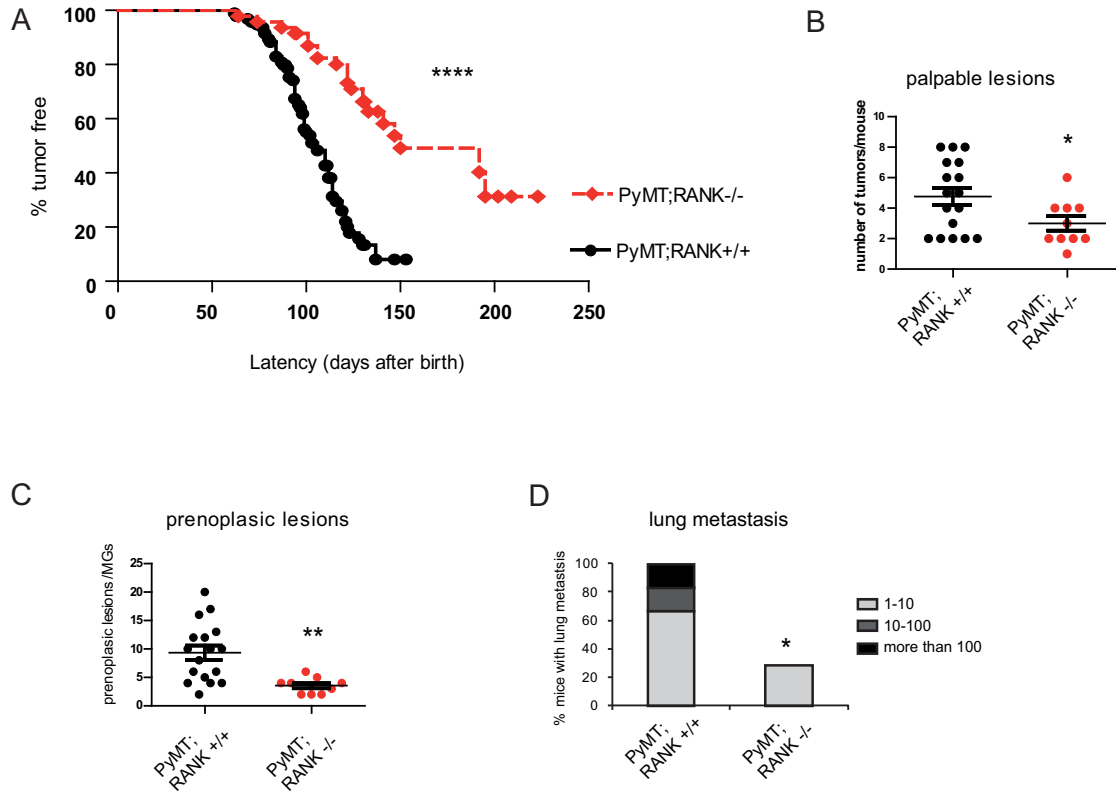 A
% tumor free
100
80
60
40
20
0
0 50 100 150 200 250
Latency (days after birth)
****
PyMT;RANK-/-
PyMT;RANK+/+
B
palpable lesions
number of tumors/mouse
10
8
6
4
2
0
*
PyMT;
RANK +/+
PyMT;
RANK -/-
C
prenoplasic lesions
prenoplasic lesions /MGs
25
20
15
10
5
0
**
PyMT;
RANK +/+
PyMT;
RANK -/-
D
lung metastasis
% mice with lung metastsis
100
80
60
40
20
0
*
PyMT;
RANK +/+
PyMT;
RANK -/-
1-10
10-100
more than 100